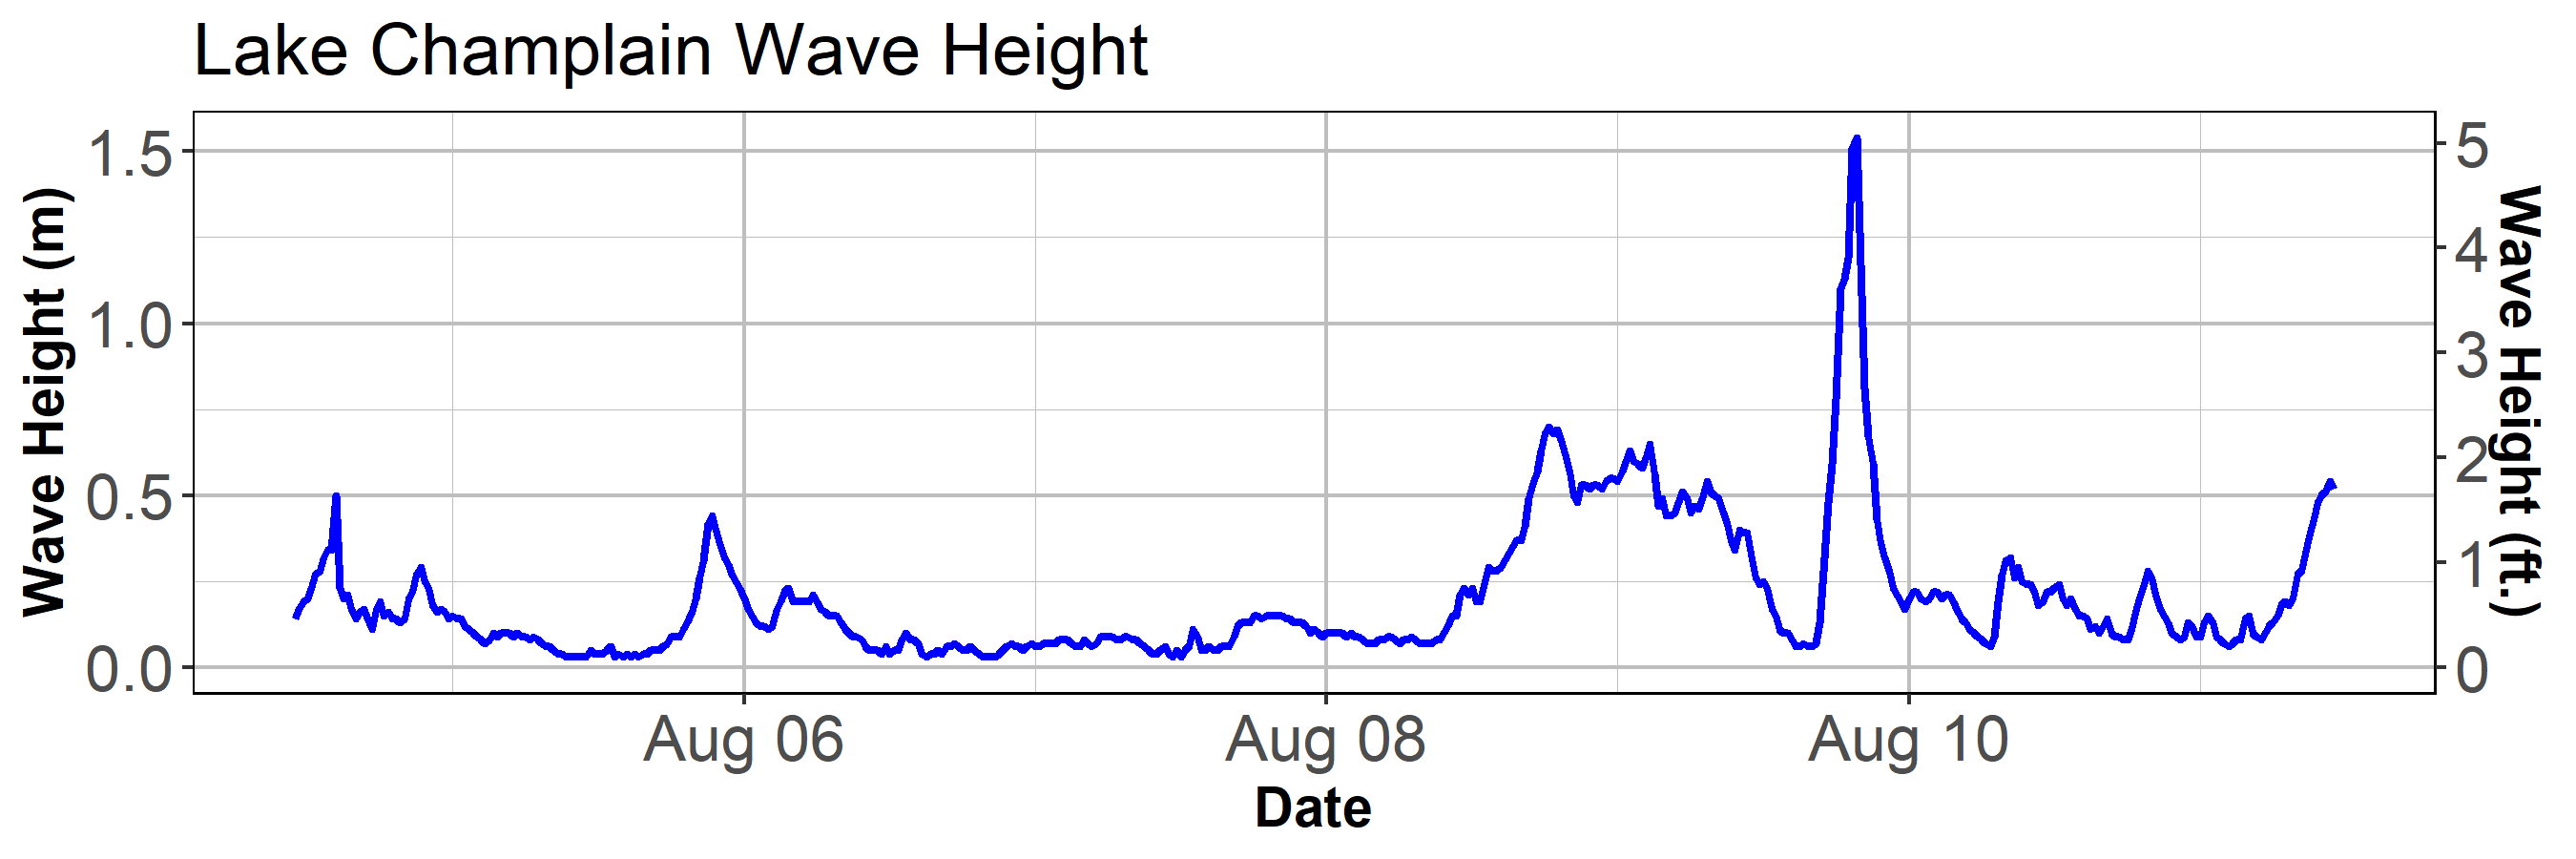 Lake Champlain Wave Height
Wave Height (m)
1.5
1.0
0.5
0.0
5
4
3
2
1
0
Wave Height (ft.)
Aug 06
Aug 08
Aug 10
Date